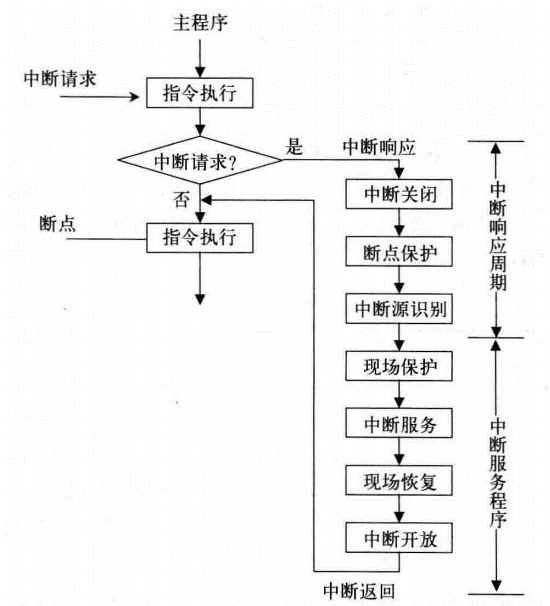 主程序
中断请求
指令执行
中断请求?
是
中断响应
否
断点
指令执行
中断关闭
断点保护
中断源识别
现场保护
中断服务
现场恢复
中断开放
中断返回
中断响应周期
中断服务程序